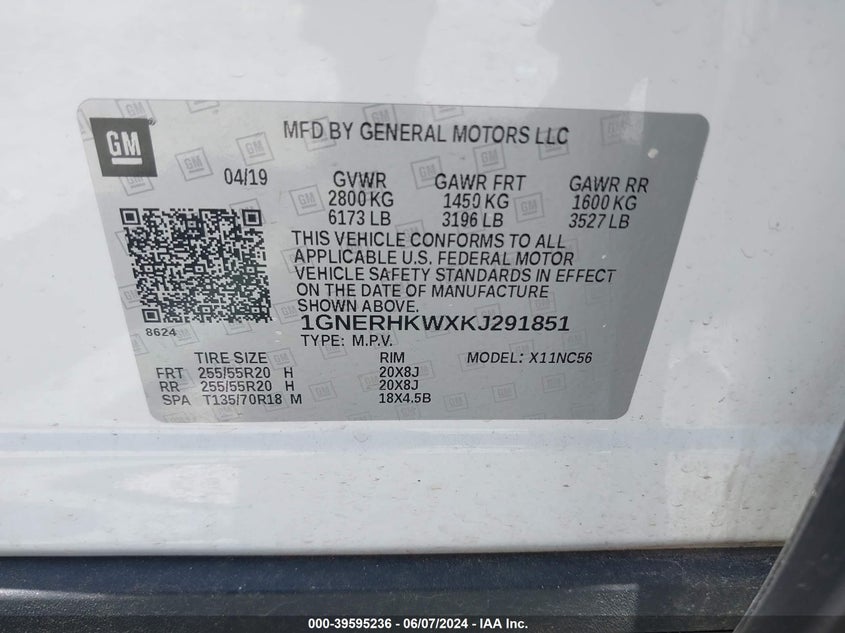 GM
MFD BY GENERAL MOTORS LLC
04/19 GVWR GAWR FRT GAWR RR
2800 KG 1450 KG 1600 KG
6173 LB 3196 LB 3527 LB
THIS VEHICLE CONFORMS TO ALL
APPLICABLE U.S. FEDERAL MOTOR
VEHICLE SAFETY STANDARDS IN EFFECT
ON THE DATE OF MANUFACTURE
SHOWN ABOVE.
8624 1GNERHKWXKJ291851
TYPE: M.P.V.
TIRE SIZE RIM MODEL: X11NC56
FRT 255/55R20 H 20X8J
RR 255/55R20 H 20X8J
SPA T135/70R18 M 18X4.5B
000-39595236 - 06/07/2024 - IAA Inc.